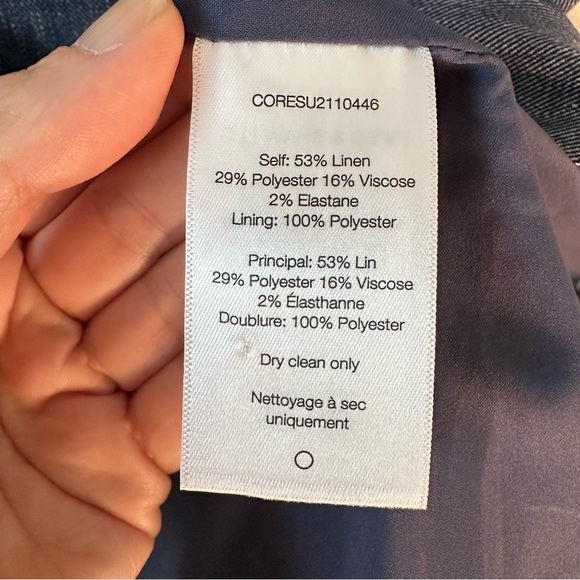 CORESU2110446
Self: 53% Linen
29% Polyester 16% Viscose
2% Elastane
Lining: 100% Polyester
Principal: 53% Lin
29% Polyester 16% Viscose
2% Élasthanne
Doublure: 100% Polyester
Dry clean only
Nettoyage à sec
uniquement